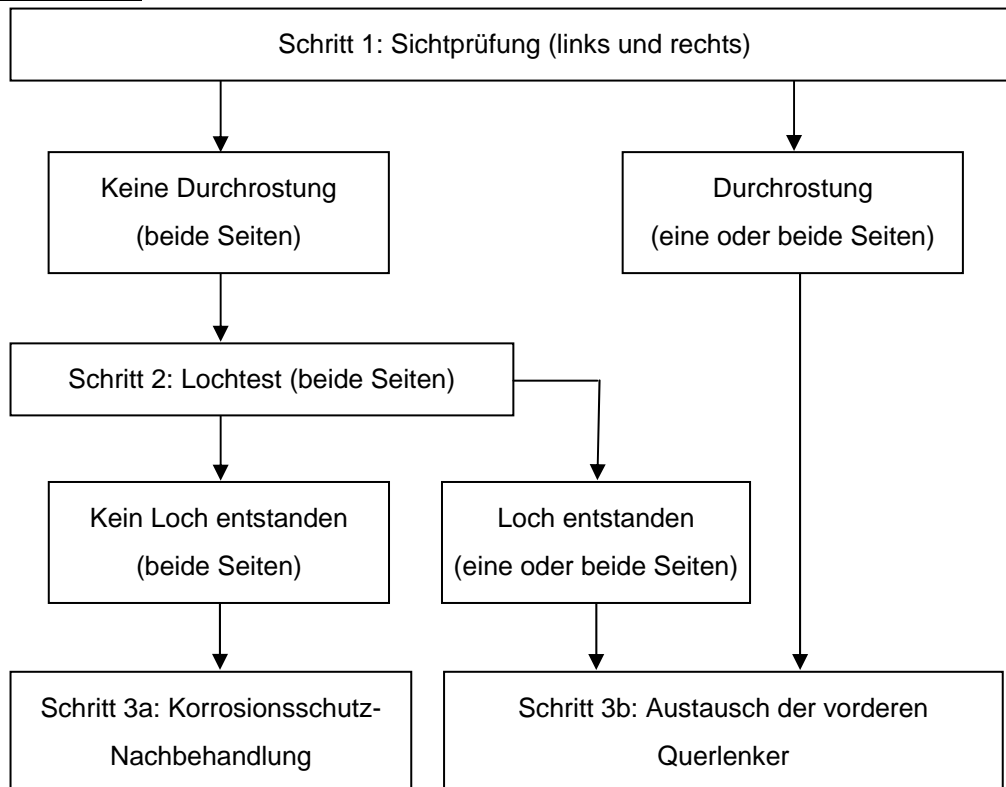 Schritt 1: Sichtprüfung (links und rechts)
Keine Durchrostung
(beide Seiten)
Durchrostung
(eine oder beide Seiten)
Schritt 2: Lochtest (beide Seiten)
Kein Loch entstanden
(beide Seiten)
Loch entstanden
(eine oder beide Seiten)
Schritt 3a: Korrosionsschutz-
Nachbehandlung
Schritt 3b: Austausch der vorderen
Querlenker